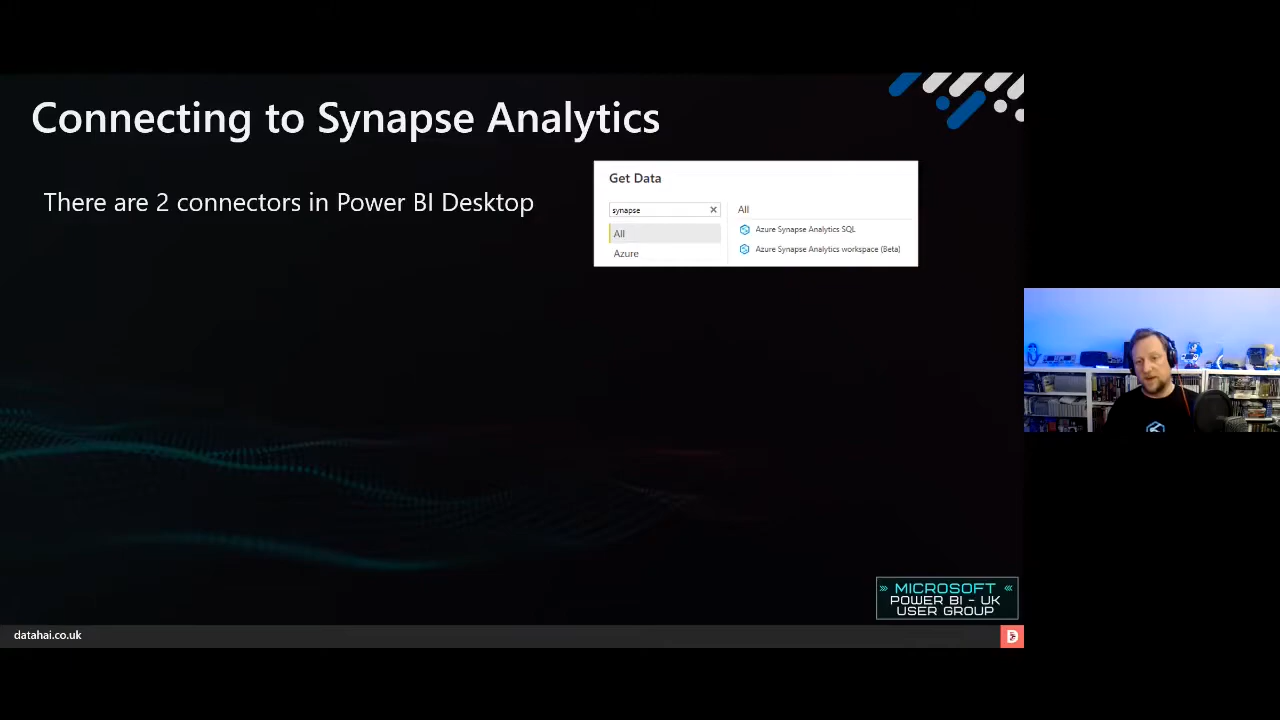 Connecting to Synapse Analytics
There are 2 connectors in Power BI Desktop
Get Data
synapse
All
Azure
All
Azure Synapse Analytics SQL
Azure Synapse Analytics workspace (Beta)
MICROSOFT
POWER BI - UK
USER GROUP
datahai.co.uk